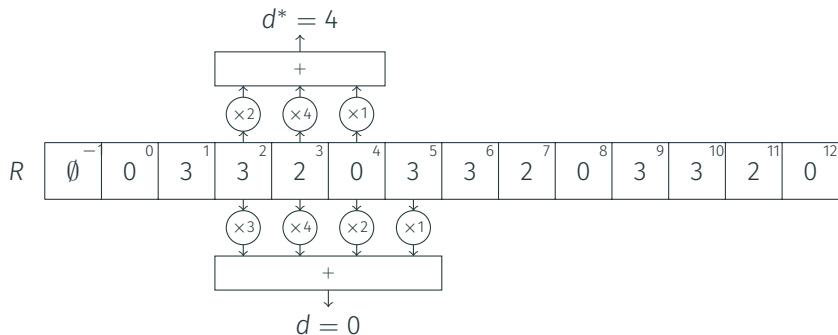 d* = 4
+
×2 ×4 ×1
-1 0 1 2 3 4 5 6 7 8 9 10 11 12
R ∅ 0 3 3 2 0 3 3 2 0 3 3 2 0
×3 ×4 ×2 ×1
+
d = 0